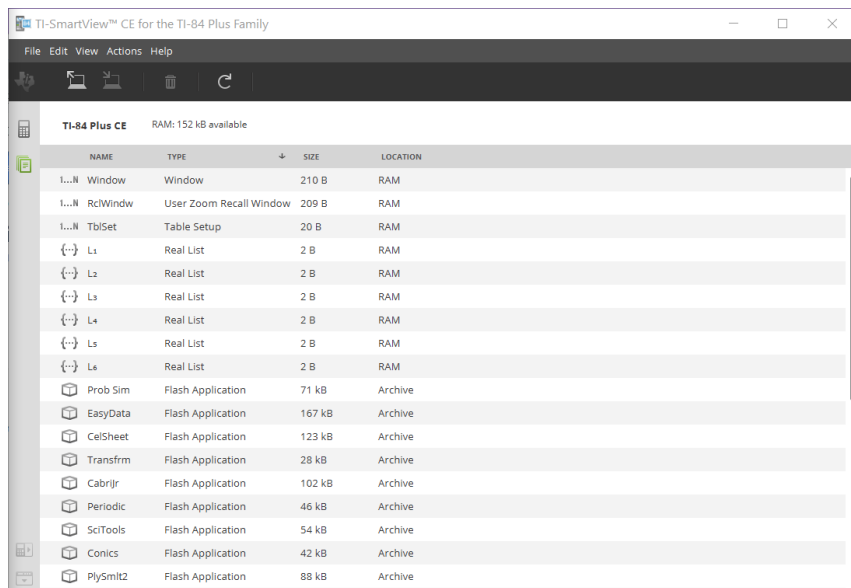 TI-SmartView™ CE for the TI-84 Plus Family
File Edit View Actions Help
TI-84 Plus CE RAM: 152 kB available
NAME TYPE SIZE LOCATION
1...N Window Window 210 B RAM
1...N RclWindw User Zoom Recall Window 209 B RAM
1...N TblSet Table Setup 20 B RAM
{...} L₁ Real List 2 B RAM
{...} L₂ Real List 2 B RAM
{...} L₃ Real List 2 B RAM
{...} L₄ Real List 2 B RAM
{...} L₅ Real List 2 B RAM
{...} L₆ Real List 2 B RAM
Prob Sim Flash Application 71 kB Archive
EasyData Flash Application 167 kB Archive
CelSheet Flash Application 123 kB Archive
Transfrm Flash Application 28 kB Archive
CabriJr Flash Application 102 kB Archive
Periodic Flash Application 46 kB Archive
SciTools Flash Application 54 kB Archive
Conics Flash Application 42 kB Archive
PlySmlt2 Flash Application 88 kB Archive